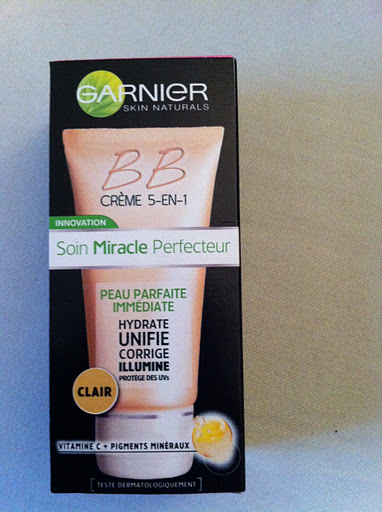 GARNIER
SKIN NATURALS
BB
CRÈME 5-EN-1
INNOVATION
Soin Miracle Perfecteur
PEAU PARFAITE
IMMÉDIATE
HYDRATE
UNIFIE
CORRIGE
ILLUMINE
PROTÈGE DES UVs
CLAIR
VITAMINE C + PIGMENTS MINÉRAUX
[ TESTÉ DERMATOLOGIQUEMENT ]